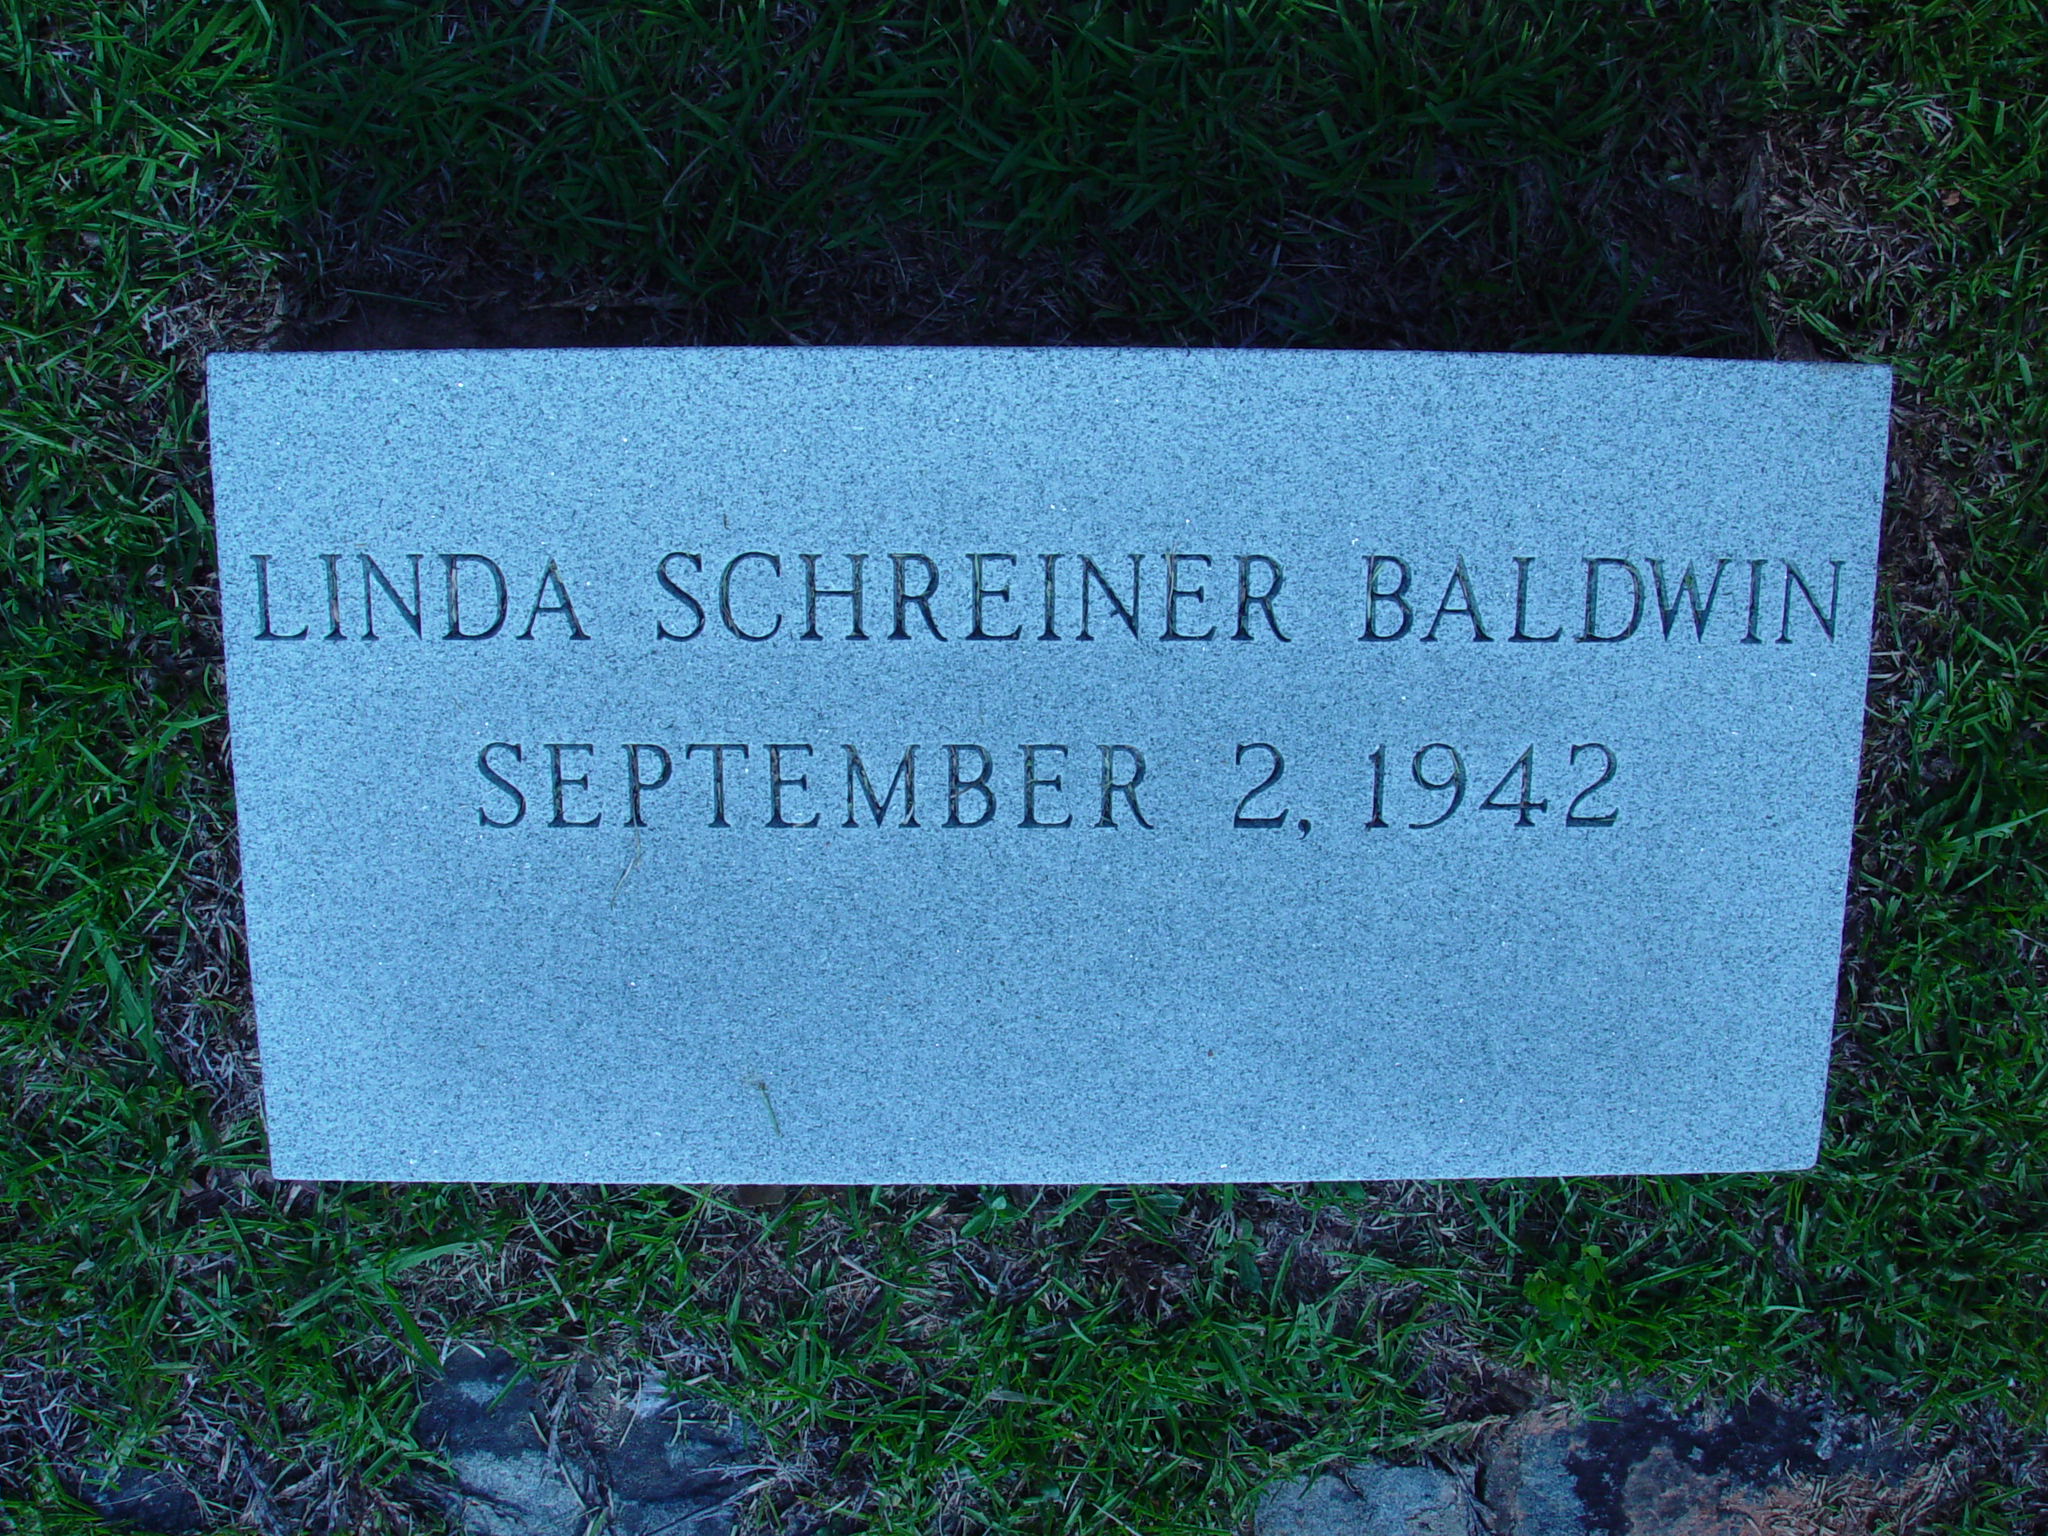 LINDA SCHREINER BALDWIN
SEPTEMBER 2, 1942